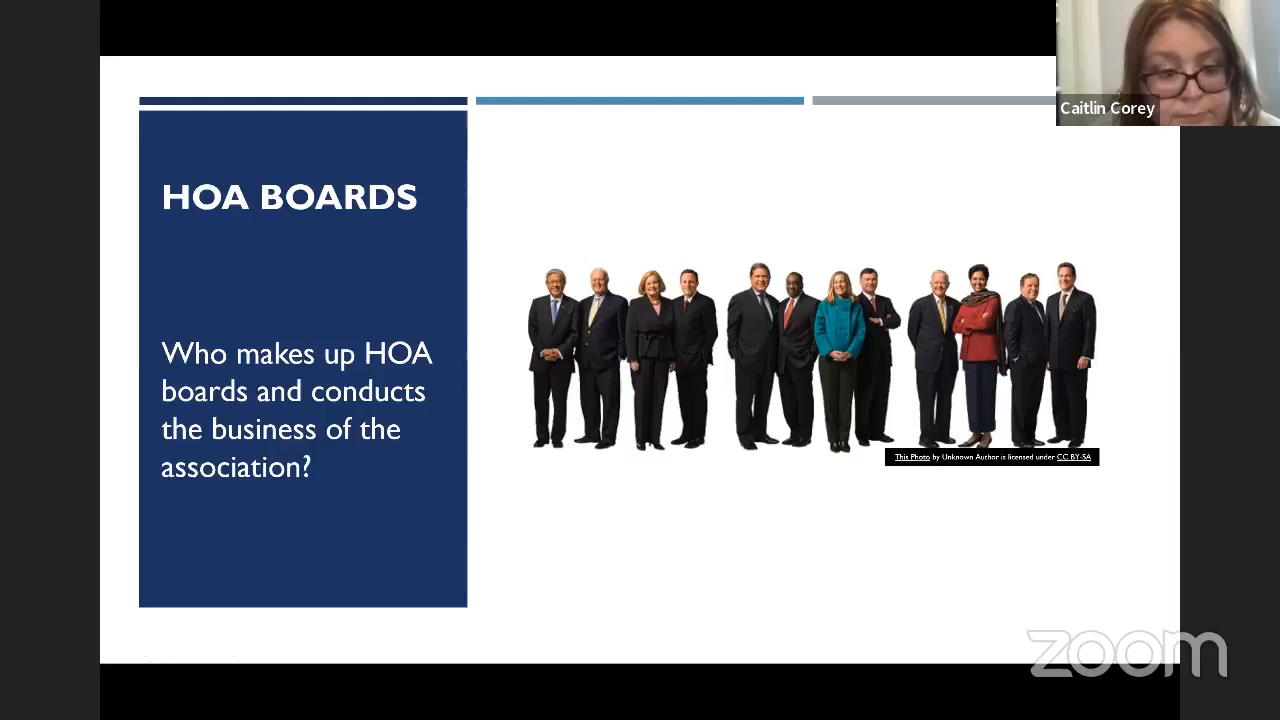 Caitlin Corey
HOA BOARDS
Who makes up HOA
boards and conducts
the business of the
association?
This Photo by Unknown Author is licensed under CC BY-SA
zoom